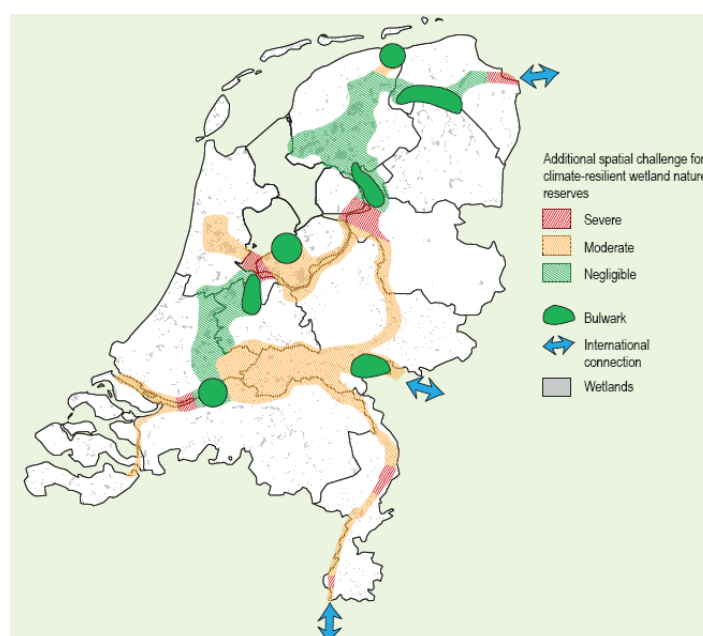 Additional spatial challenge for
climate-resilient wetland nature
reserves
Severe
Moderate
Negligible
Bulwark
International
connection
Wetlands